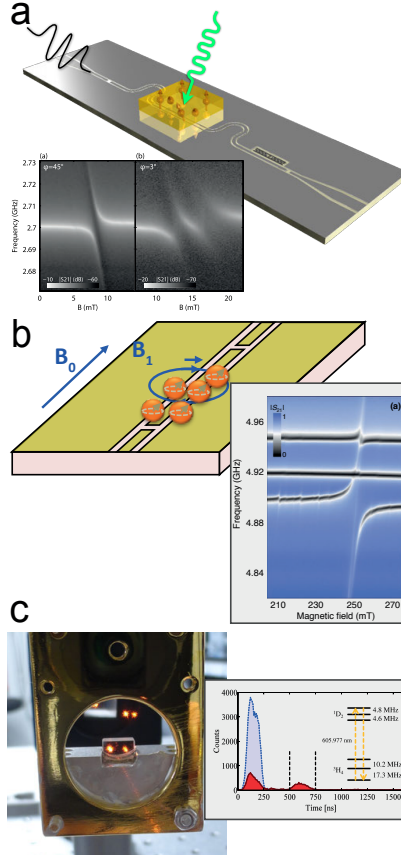 a
(a)
(b)
φ=45°
φ=3°
2.73
2.72
2.71
2.7
2.69
2.68
Frequency (GHz)
−10 |S21| (dB) −60
−20 |S21| (dB) −70
0 10 0 10 20
B (mT)
B (mT)
b
B0
B1
(a)
|S21|
1
0
4.96
4.92
4.88
4.84
Frequency (GHz)
210 230 250 270
Magnetic field (mT)
c
4000
3000
2000
1000
0
Counts
0 250 500 750 1000 1250 1500
Time [ns]
¹D2
4.8 MHz
4.6 MHz
605.977 nm
³H4
10.2 MHz
17.3 MHz